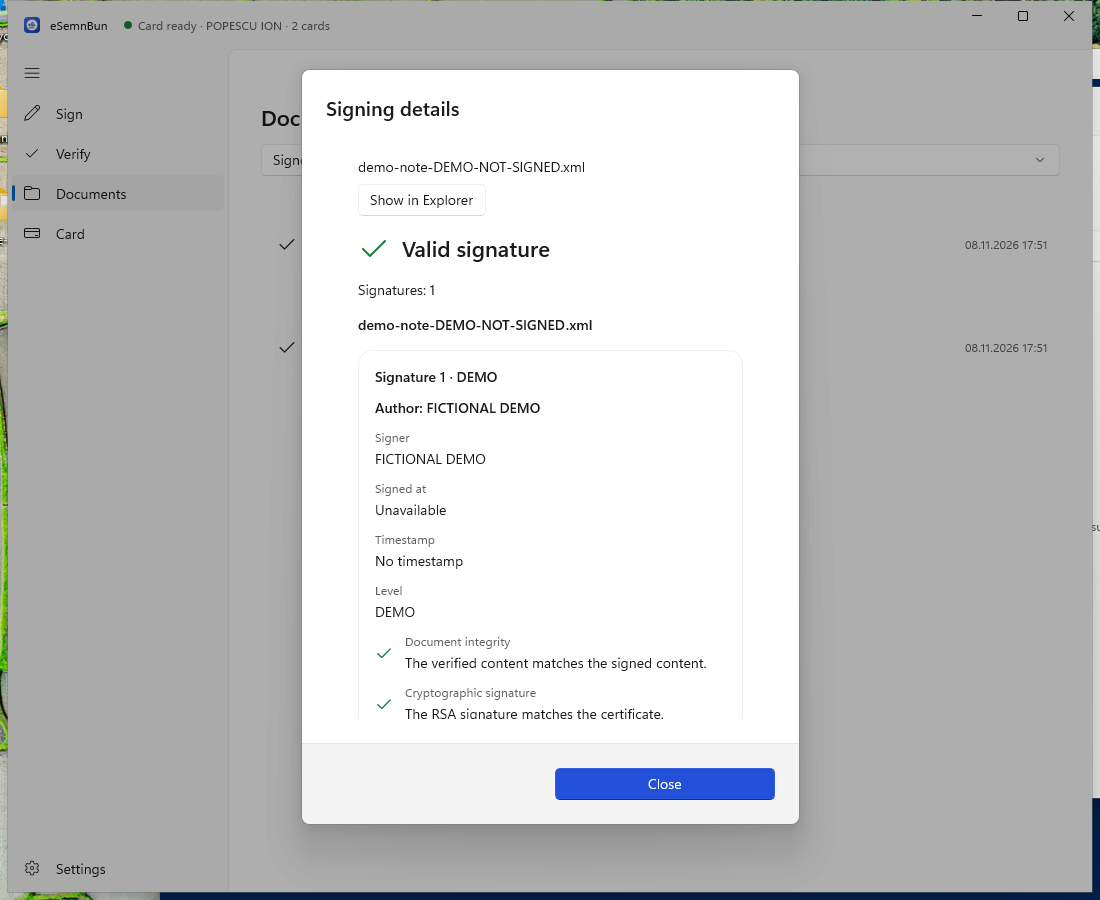 eSemnBun
Card ready · POPESCU ION · 2 cards
Sign
Verify
Documents
Card
Settings
08.11.2026 17:51
08.11.2026 17:51
Signing details
demo-note-DEMO-NOT-SIGNED.xml
Show in Explorer
Valid signature
Signatures: 1
demo-note-DEMO-NOT-SIGNED.xml
Signature 1 · DEMO
Author: FICTIONAL DEMO
Signer
FICTIONAL DEMO
Signed at
Unavailable
Timestamp
No timestamp
Level
DEMO
Document integrity
The verified content matches the signed content.
Cryptographic signature
The RSA signature matches the certificate.
Close